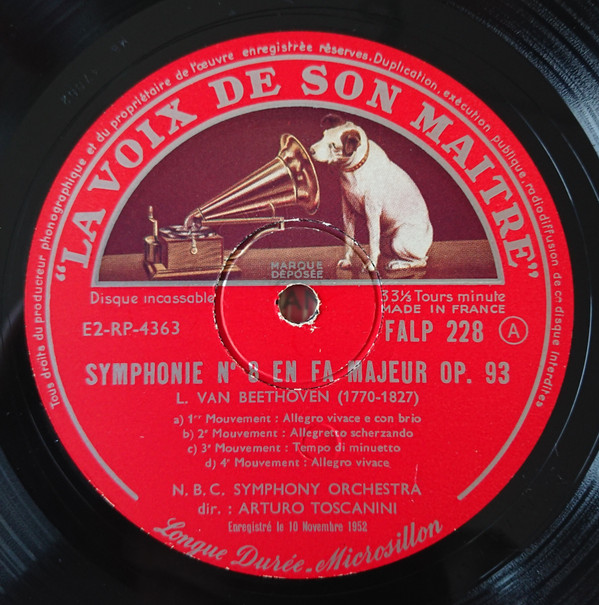 Tous droits du producteur phonographique et du propriétaire de l'œuvre enregistrée réservés. Duplication, exécution publique, radiodiffusion de ce disque interdites
"LA VOIX DE SON MAITRE"
MARQUE DÉPOSÉE
Disque incassable
33⅓ Tours minute
MADE IN FRANCE
E2-RP-4363
FALP 228 A
SYMPHONIE N° 8 EN FA MAJEUR OP. 93
L. VAN BEETHOVEN (1770-1827)
a) 1er Mouvement : Allegro vivace e con brio
b) 2e Mouvement : Allegretto scherzando
c) 3e Mouvement : Tempo di minuetto
d) 4e Mouvement : Allegro vivace
N. B. C. SYMPHONY ORCHESTRA
dir. : ARTURO TOSCANINI
Enregistré le 10 Novembre 1952
Longue Durée - Microsillon